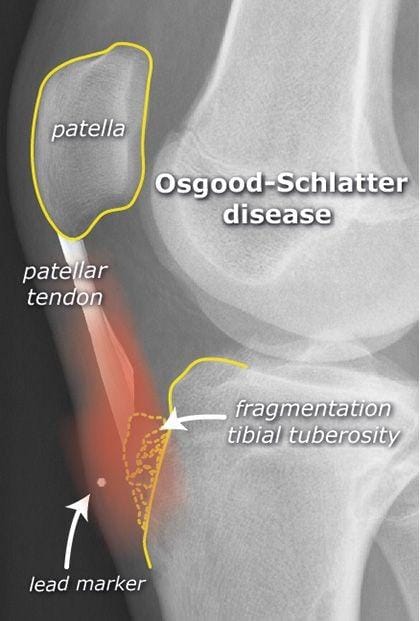 patella
Osgood-Schlatter
disease
patellar
tendon
fragmentation
tibial tuberosity
lead marker